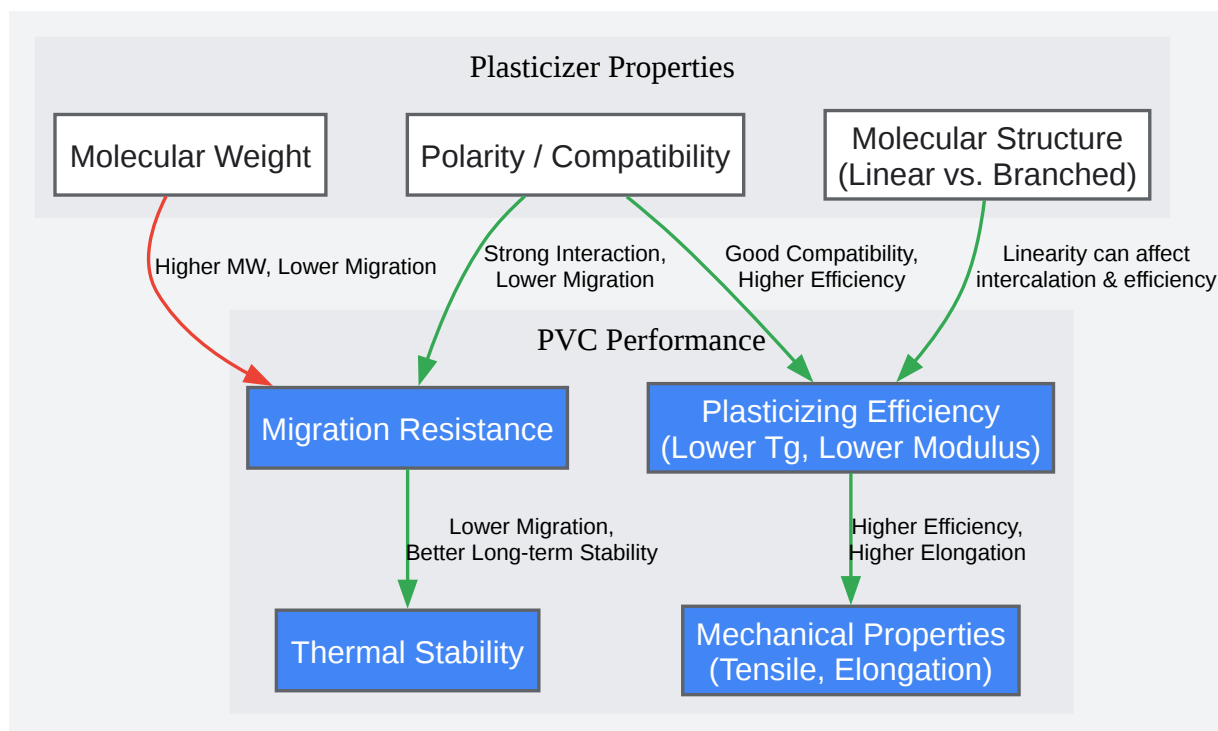 Plasticizer Properties
Molecular Weight
Polarity / Compatibility
Molecular Structure
(Linear vs. Branched)
Higher MW, Lower Migration
Strong Interaction,
Lower Migration
Good Compatibility,
Higher Efficiency
Linearity can affect
intercalation & efficiency
PVC Performance
Migration Resistance
Plasticizing Efficiency
(Lower Tg, Lower Modulus)
Lower Migration,
Better Long-term Stability
Higher Efficiency,
Higher Elongation
Thermal Stability
Mechanical Properties
(Tensile, Elongation)